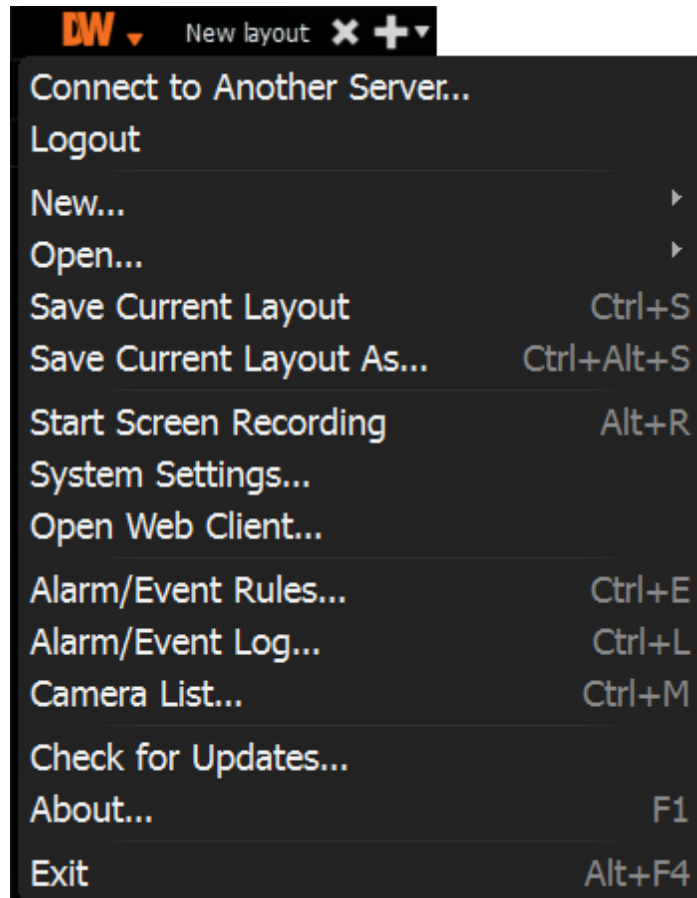 DW New layout
Connect to Another Server...
Logout
New...
Open...
Save Current Layout Ctrl+S
Save Current Layout As... Ctrl+Alt+S
Start Screen Recording Alt+R
System Settings...
Open Web Client...
Alarm/Event Rules... Ctrl+E
Alarm/Event Log... Ctrl+L
Camera List... Ctrl+M
Check for Updates...
About... F1
Exit Alt+F4